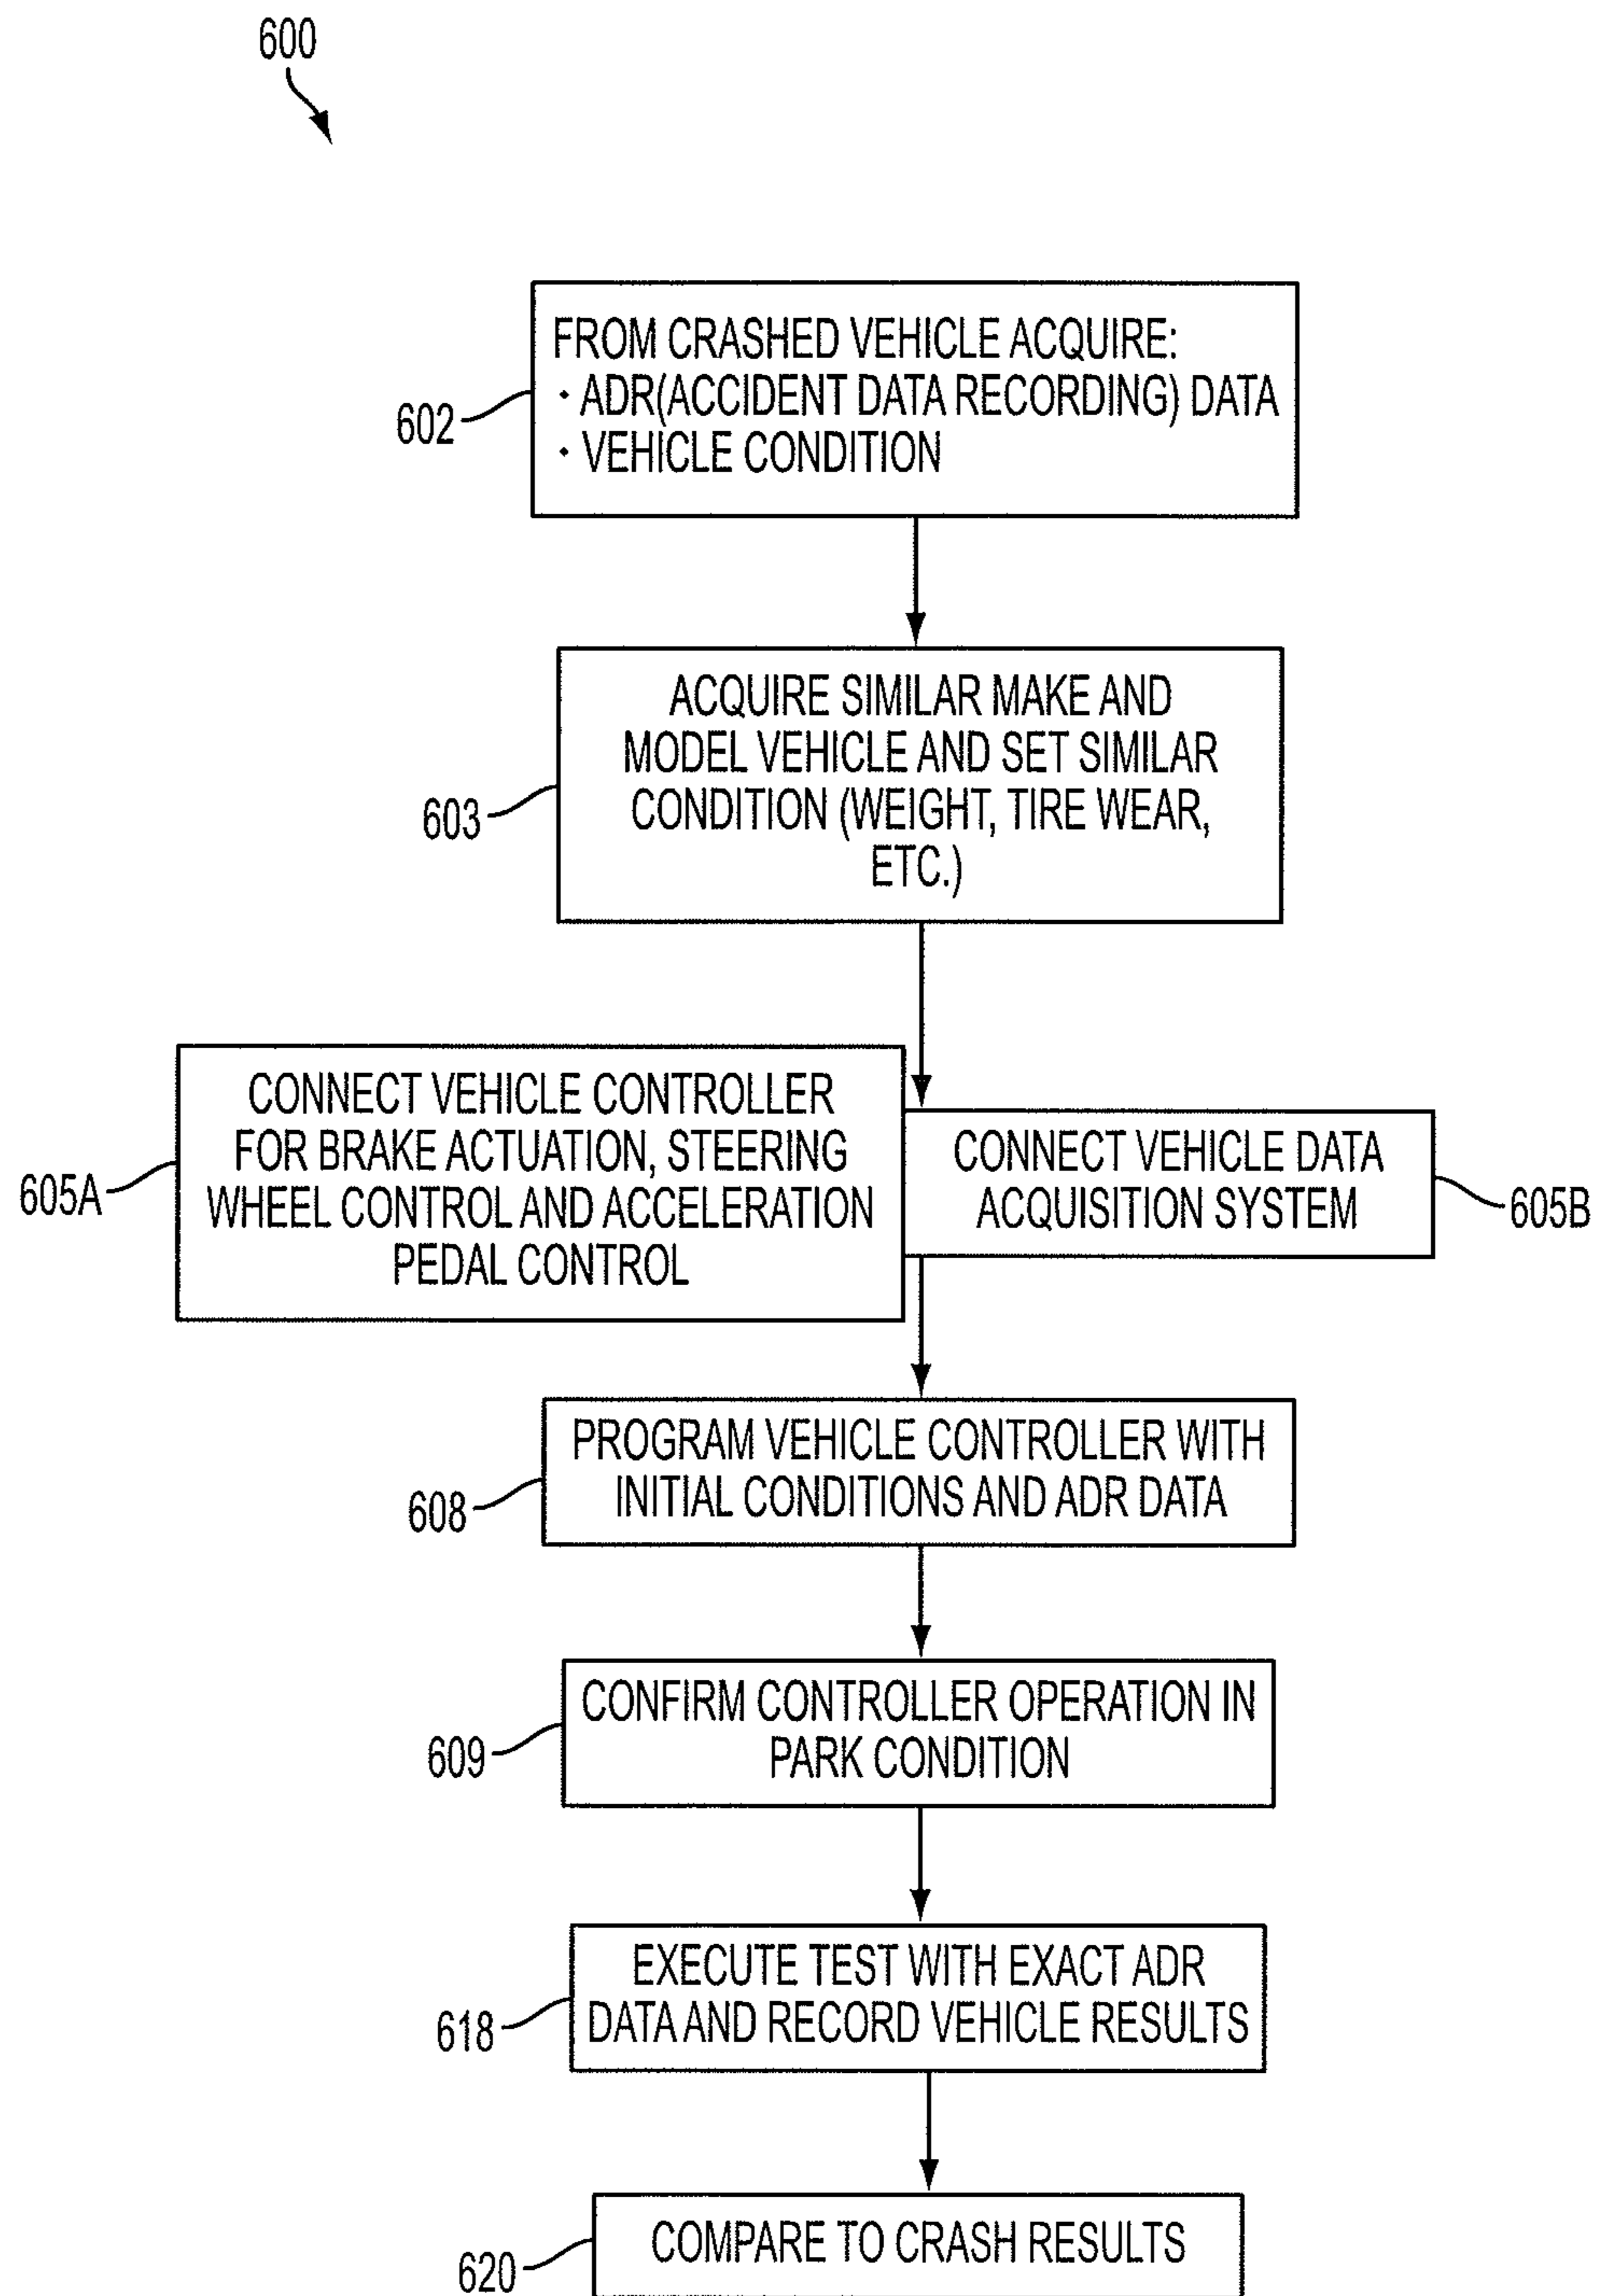 600
FROM CRASHED VEHICLE ACQUIRE:
· ADR(ACCIDENT DATA RECORDING) DATA
· VEHICLE CONDITION
602
ACQUIRE SIMILAR MAKE AND
MODEL VEHICLE AND SET SIMILAR
CONDITION (WEIGHT, TIRE WEAR,
ETC.)
603
CONNECT VEHICLE CONTROLLER
FOR BRAKE ACTUATION, STEERING
WHEEL CONTROL AND ACCELERATION
PEDAL CONTROL
605A
CONNECT VEHICLE DATA
ACQUISITION SYSTEM
605B
PROGRAM VEHICLE CONTROLLER WITH
INITIAL CONDITIONS AND ADR DATA
608
CONFIRM CONTROLLER OPERATION IN
PARK CONDITION
609
EXECUTE TEST WITH EXACT ADR
DATA AND RECORD VEHICLE RESULTS
618
COMPARE TO CRASH RESULTS
620